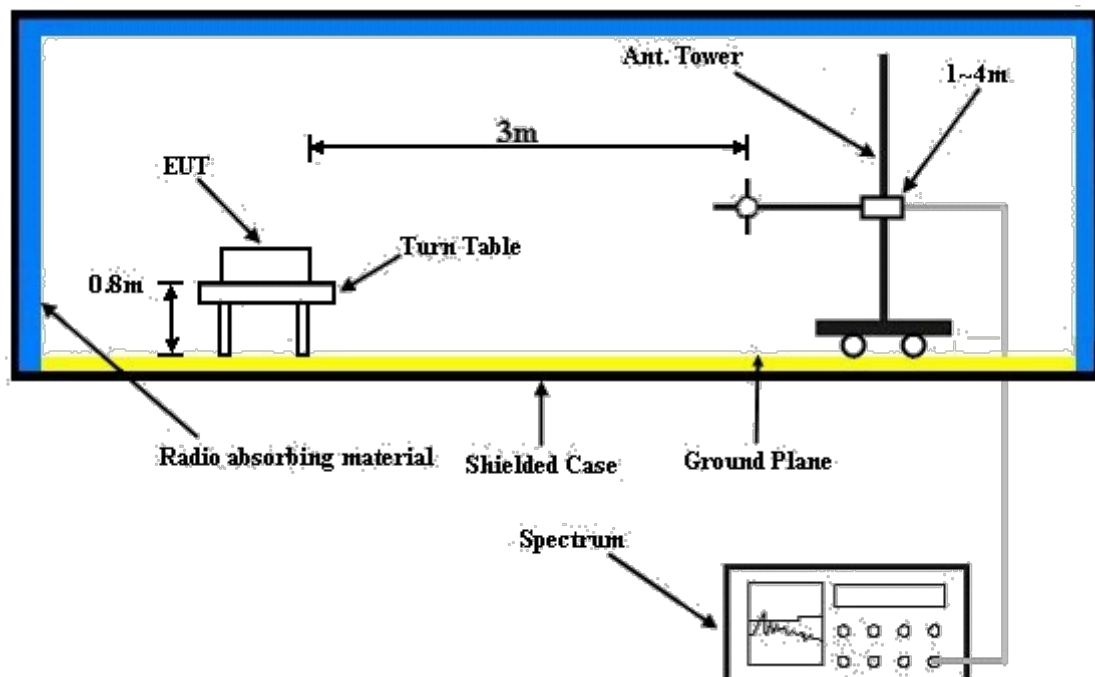 Ant. Tower
1~4m
3m
EUT
Turn Table
0.8m
Radio absorbing material
Shielded Case
Ground Plane
Spectrum